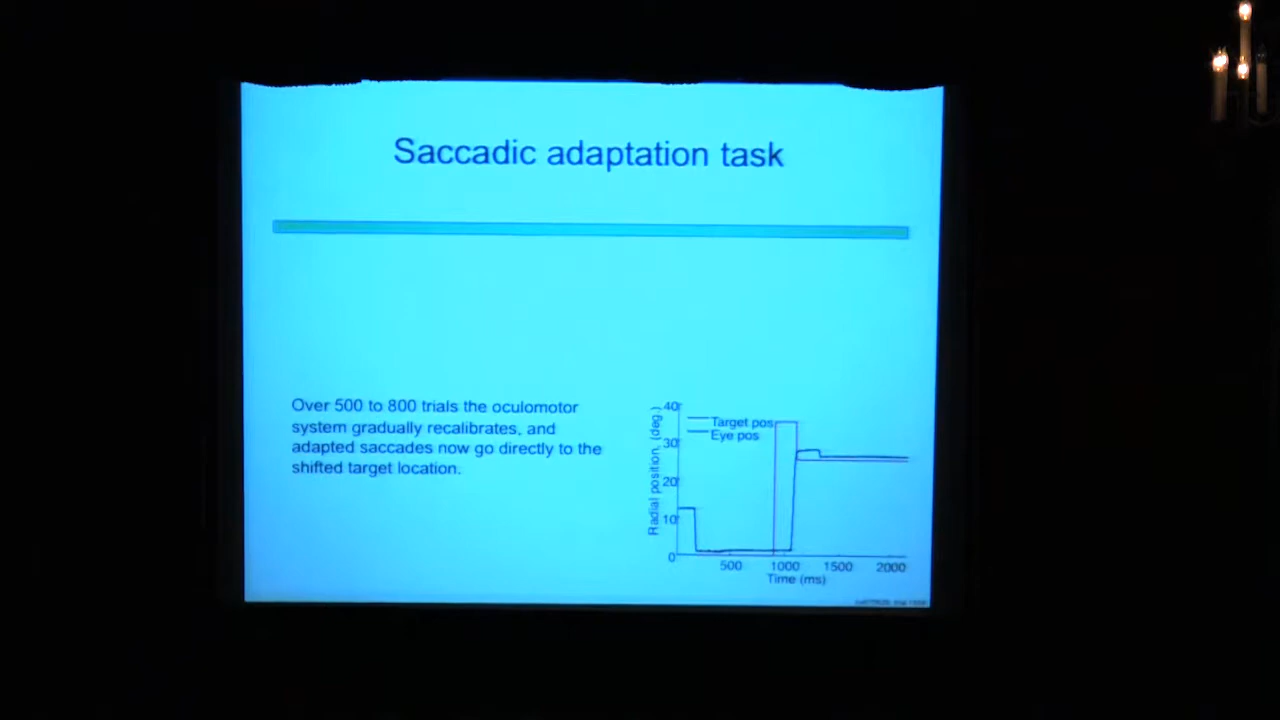 Saccadic adaptation task
Over 500 to 800 trials the oculomotor
system gradually recalibrates, and
adapted saccades now go directly to the
shifted target location.
Radial position, (deg.)
40
30
20
10
0
Target pos
Eye pos
500 1000 1500 2000
Time (ms)